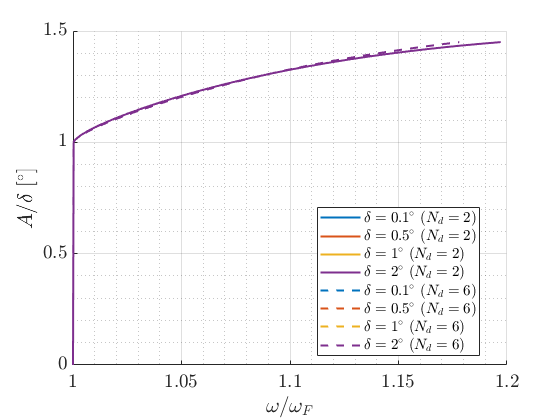 1.5
1
0.5
0
A/δ [°]
δ = 0.1° (N_d = 2)
δ = 0.5° (N_d = 2)
δ = 1° (N_d = 2)
δ = 2° (N_d = 2)
δ = 0.1° (N_d = 6)
δ = 0.5° (N_d = 6)
δ = 1° (N_d = 6)
δ = 2° (N_d = 6)
1 1.05 1.1 1.15 1.2
ω/ω_F